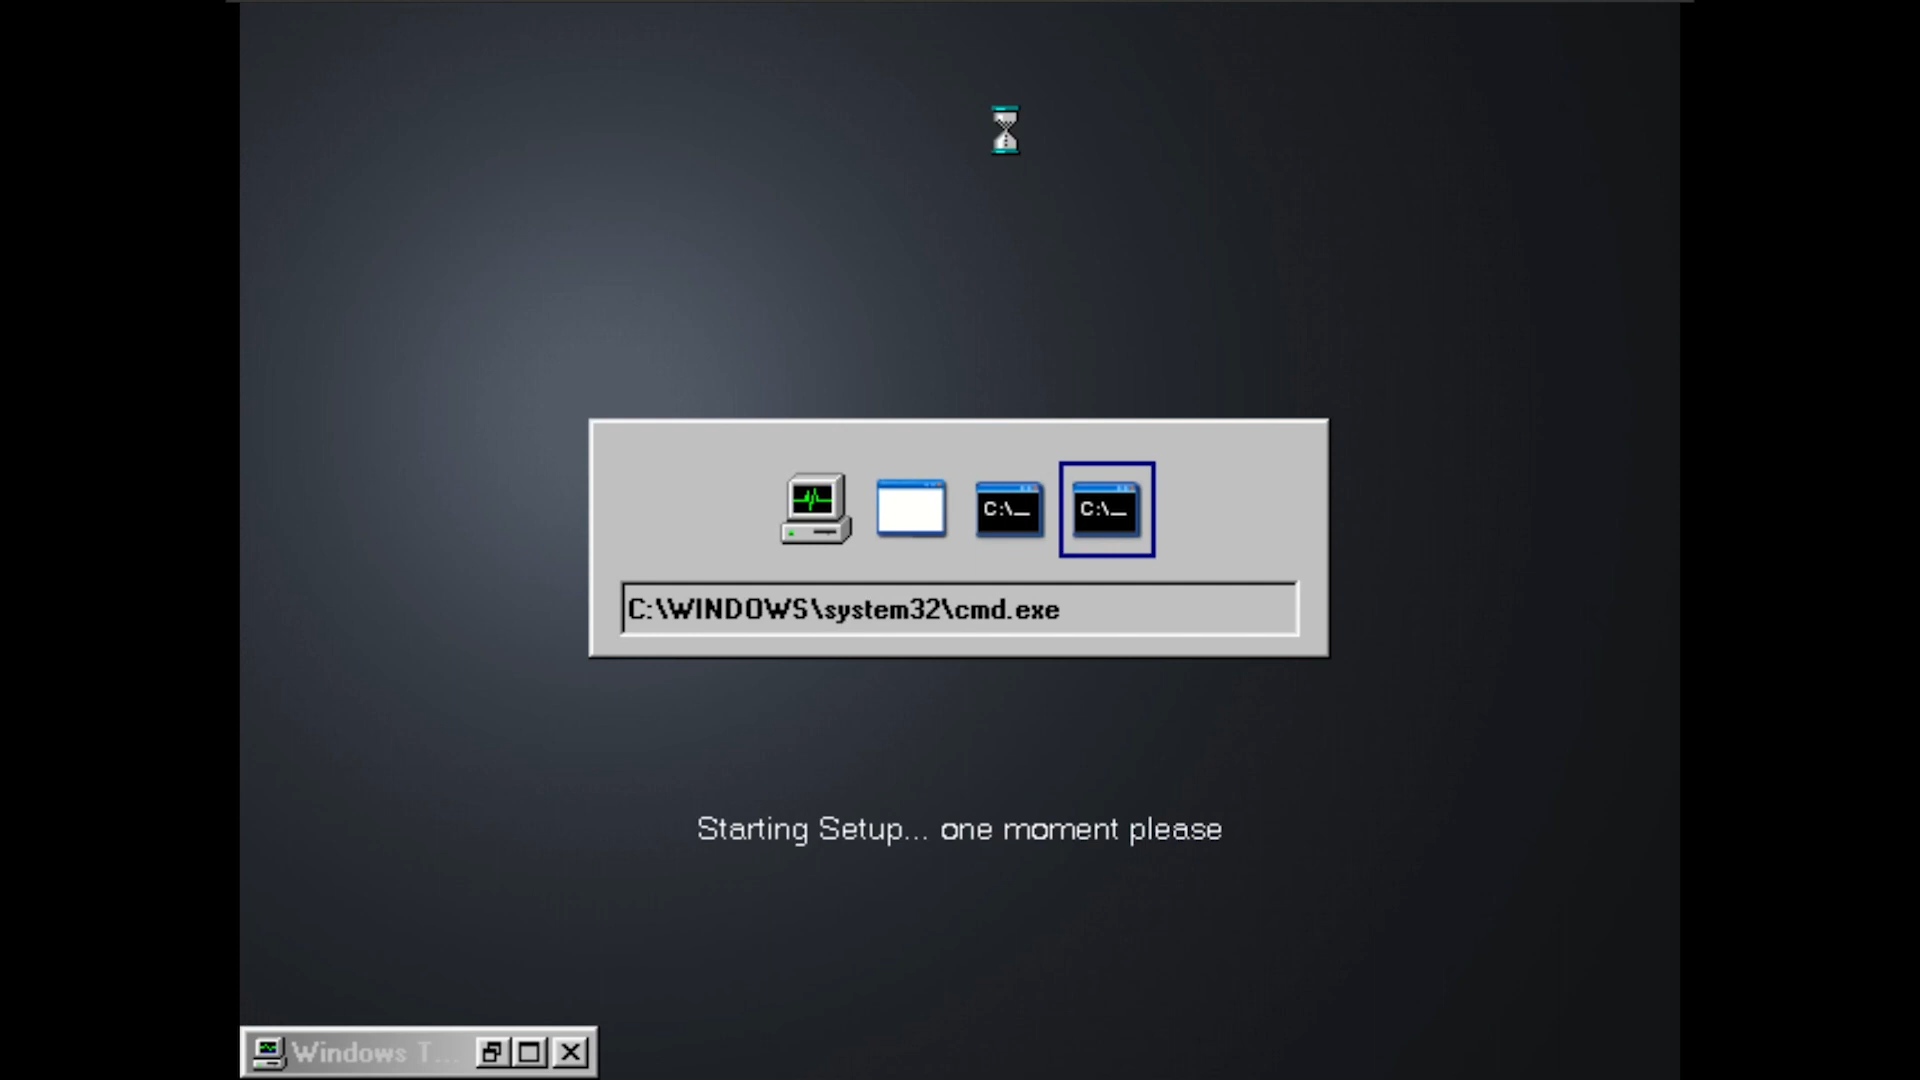 C:\_
C:\_
C:\WINDOWS\system32\cmd.exe
Starting Setup... one moment please
Windows T...